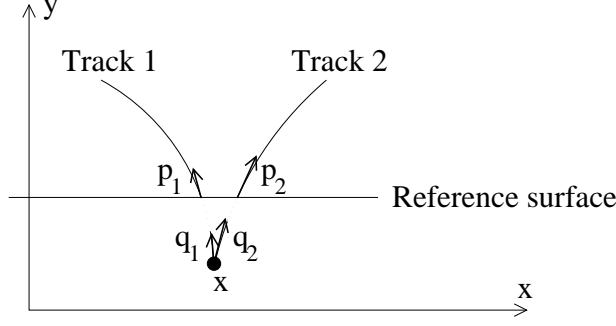 y
Track 1 Track 2
p1 p2
Reference surface
q1 q2
x
x